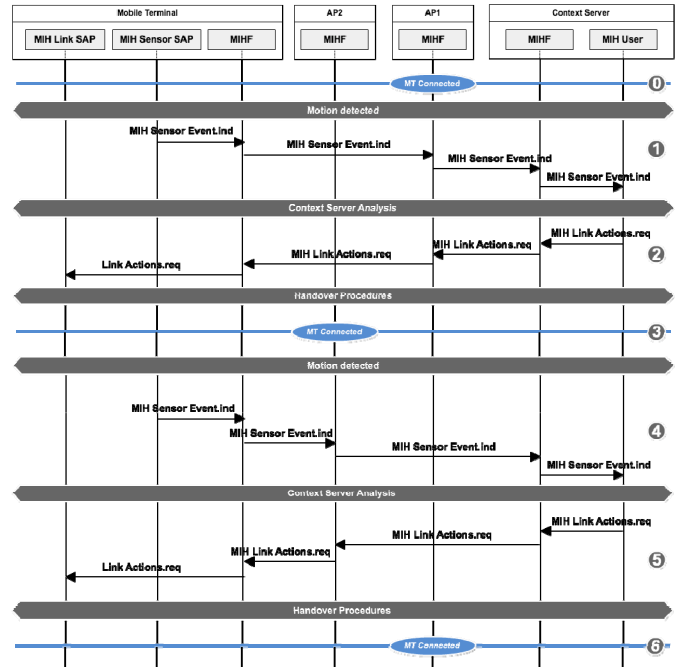 Mobile Terminal AP2 AP1 Context Server
MIH Link SAP MIH Sensor SAP MIHF MIHF MIHF MIHF MIH User
MT Connected 0
Motion detected
MIH Sensor Event.ind
MIH Sensor Event.ind 1
MIH Sensor Event.ind
MIH Sensor Event.ind
Context Server Analysis
MIH Link Actions.req
MIH Link Actions.req
MIH Link Actions.req 2
Link Actions.req
Handover Procedures
MT Connected 3
Motion detected
MIH Sensor Event.ind
MIH Sensor Event.ind 4
MIH Sensor Event.ind
MIH Sensor Event.ind
Context Server Analysis
MIH Link Actions.req
MIH Link Actions.req
MIH Link Actions.req 5
Link Actions.req
Handover Procedures
MT Connected 6